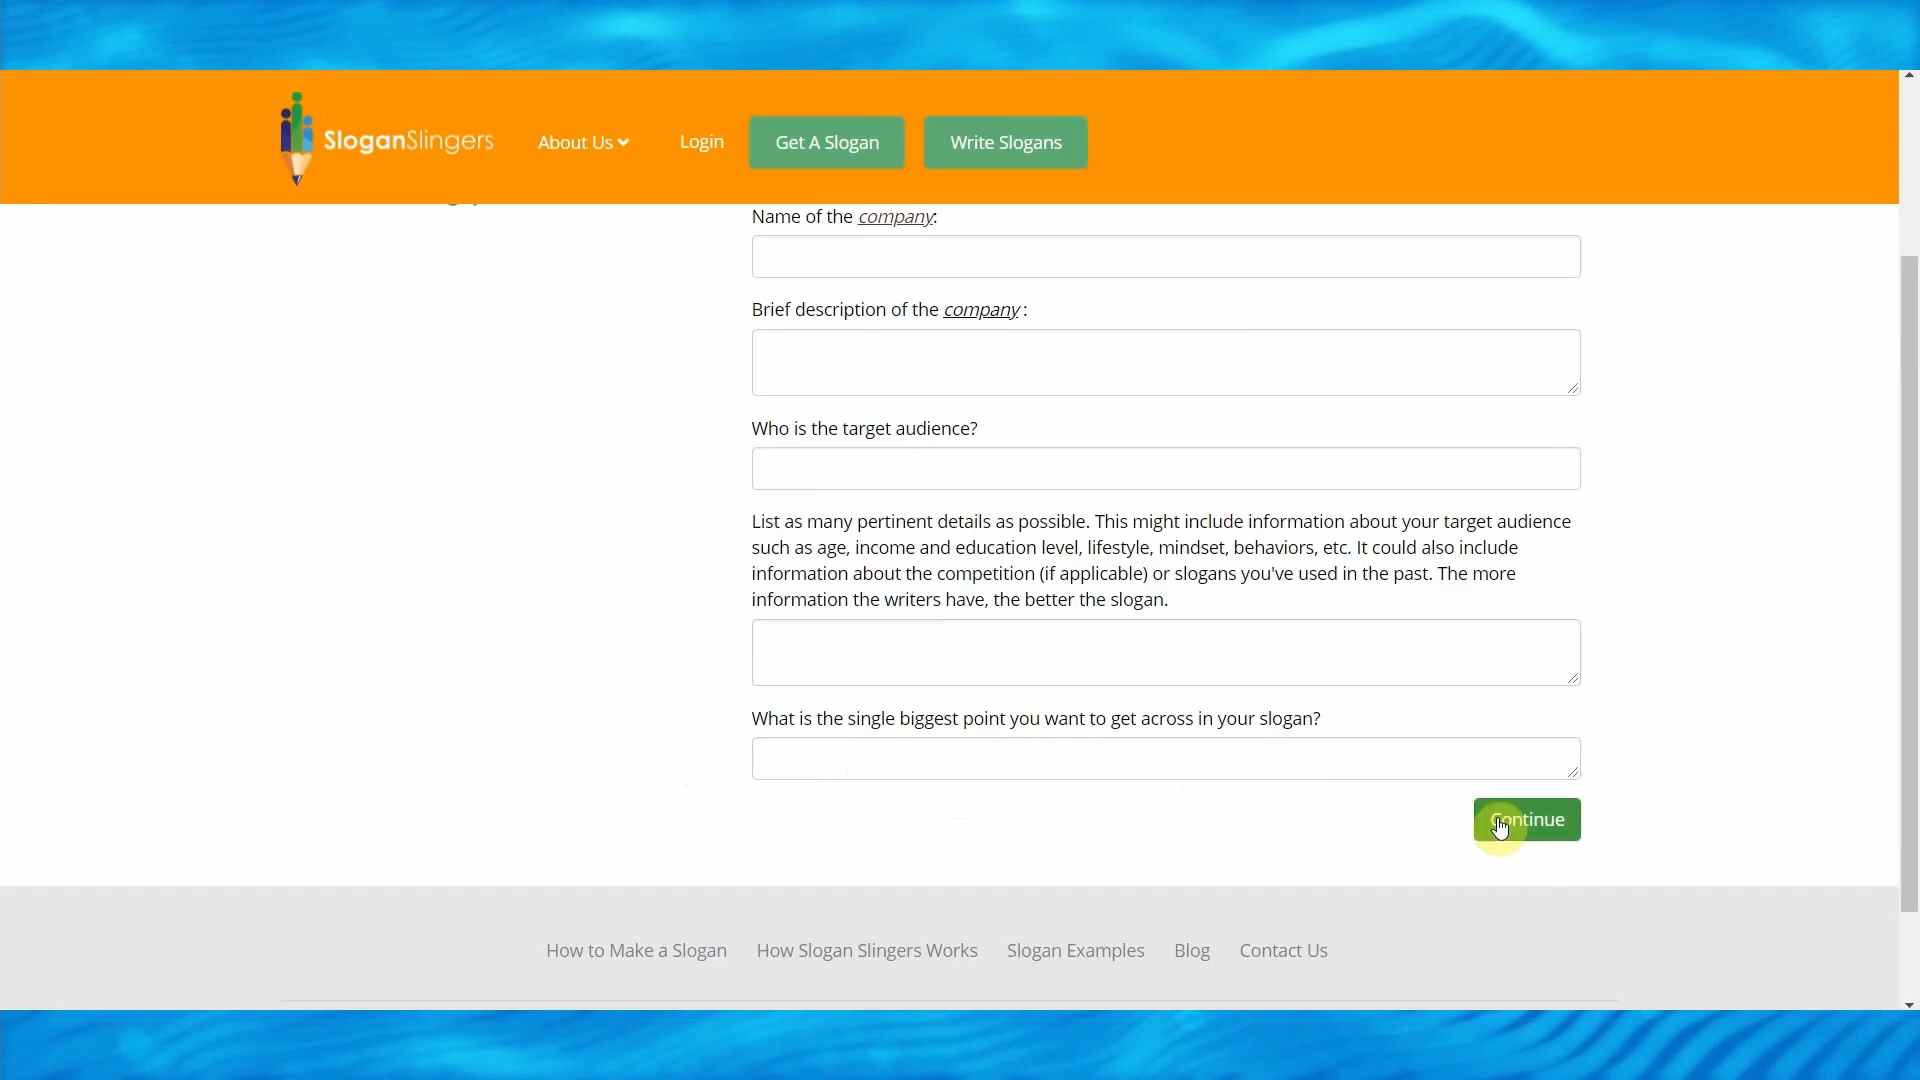 SloganSlingers
About Us
Login
Get A Slogan
Write Slogans
Name of the company:
Brief description of the company :
Who is the target audience?
List as many pertinent details as possible. This might include information about your target audience
such as age, income and education level, lifestyle, mindset, behaviors, etc. It could also include
information about the competition (if applicable) or slogans you've used in the past. The more
information the writers have, the better the slogan.
What is the single biggest point you want to get across in your slogan?
Continue
How to Make a Slogan
How Slogan Slingers Works
Slogan Examples
Blog
Contact Us